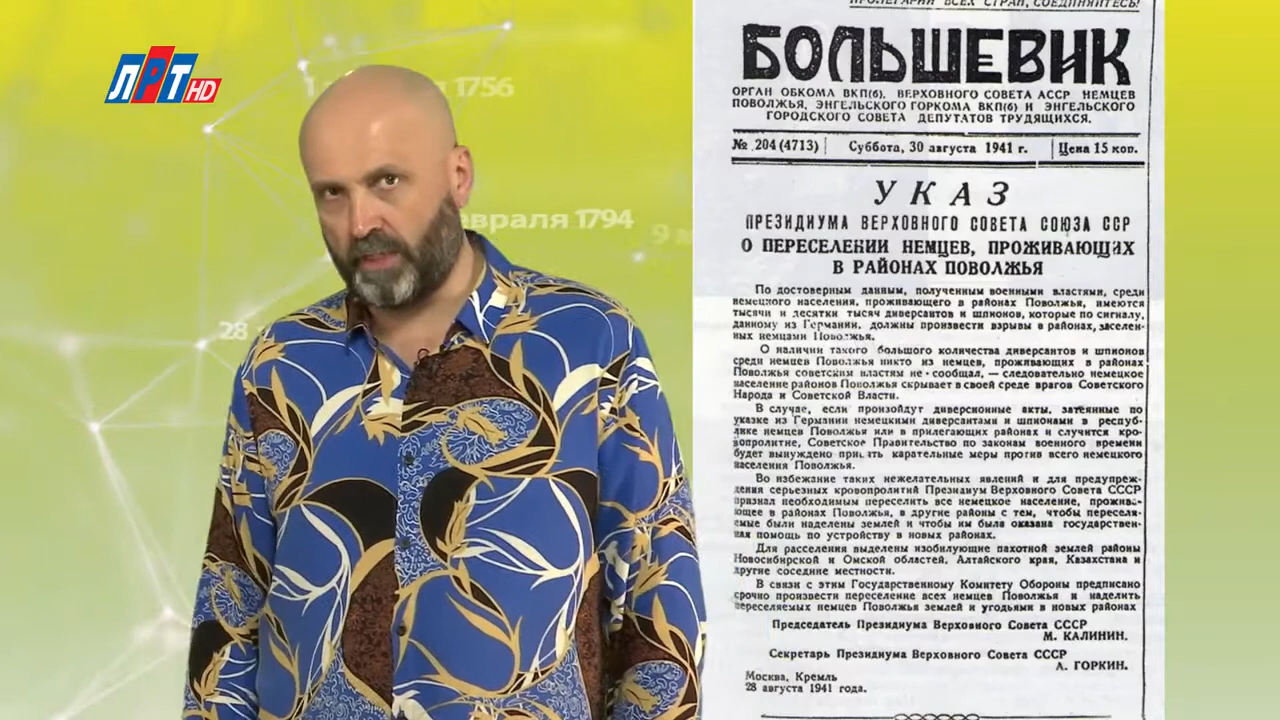 ЛРТ HD
1756
евраля 1794
9
28
ПРОЛЕТАРИИ ВСЕХ СТРАН, СОЕДИНЯЙТЕСЬ!
БОЛЬШЕВИК
ОРГАН ОБКОМА ВКП(б), ВЕРХОВНОГО СОВЕТА АССР НЕМЦЕВ
ПОВОЛЖЬЯ, ЭНГЕЛЬСКОГО ГОРКОМА ВКП(б) И ЭНГЕЛЬСКОГО
ГОРОДСКОГО СОВЕТА ДЕПУТАТОВ ТРУДЯЩИХСЯ.
№ 204 (4713) | Суббота, 30 августа 1941 г. | Цена 15 коп.
УКАЗ
ПРЕЗИДИУМА ВЕРХОВНОГО СОВЕТА СОЮЗА ССР
О ПЕРЕСЕЛЕНИИ НЕМЦЕВ, ПРОЖИВАЮЩИХ
В РАЙОНАХ ПОВОЛЖЬЯ
По достоверным данным, полученным военными властями, среди
немецкого населения, проживающего в районах Поволжья, имеются
тысячи и десятки тысяч диверсантов и шпионов, которые по сигналу,
данному из Германии, должны произвести взрывы в районах, заселен-
ных немцами Поволжья.
О наличии такого большого количества диверсантов и шпионов
среди немцев Поволжья никто из немцев, проживающих в районах
Поволжья советским властям не сообщал, — следовательно немецкое
население районов Поволжья скрывает в своей среде врагов Советского
Народа и Советской Власти.
В случае, если произойдут диверсионные акты, затеянные по
указке из Германии немецкими диверсантами и шпионами в респуб-
лике немцев Поволжья или в прилегающих районах и случится кро-
вопролитие, Советское Правительство по законам военного времени
будет вынуждено принять карательные меры против всего немецкого
населения Поволжья.
Во избежание таких нежелательных явлений и для предупреж-
дения серьезных кровопролитий Президиум Верховного Совета СССР
признал необходимым переселить все немецкое население, прожива-
ющее в районах Поволжья, в другие районы с тем, чтобы переселя-
емые были наделены землей и чтобы им была оказана государствен-
ная помощь по устройству в новых районах.
Для расселения выделены изобилующие пахотной землей районы
Новосибирской и Омской областей, Алтайского края, Казахстана и
другие соседние местности.
В связи с этим Государственному Комитету Обороны предписано
срочно произвести переселение всех немцев Поволжья и наделить
переселяемых немцев Поволжья землей и угодьями в новых районах
Председатель Президиума Верховного Совета СССР
М. КАЛИНИН.
Секретарь Президиума Верховного Совета СССР
А. ГОРКИН.
Москва, Кремль
28 августа 1941 года.